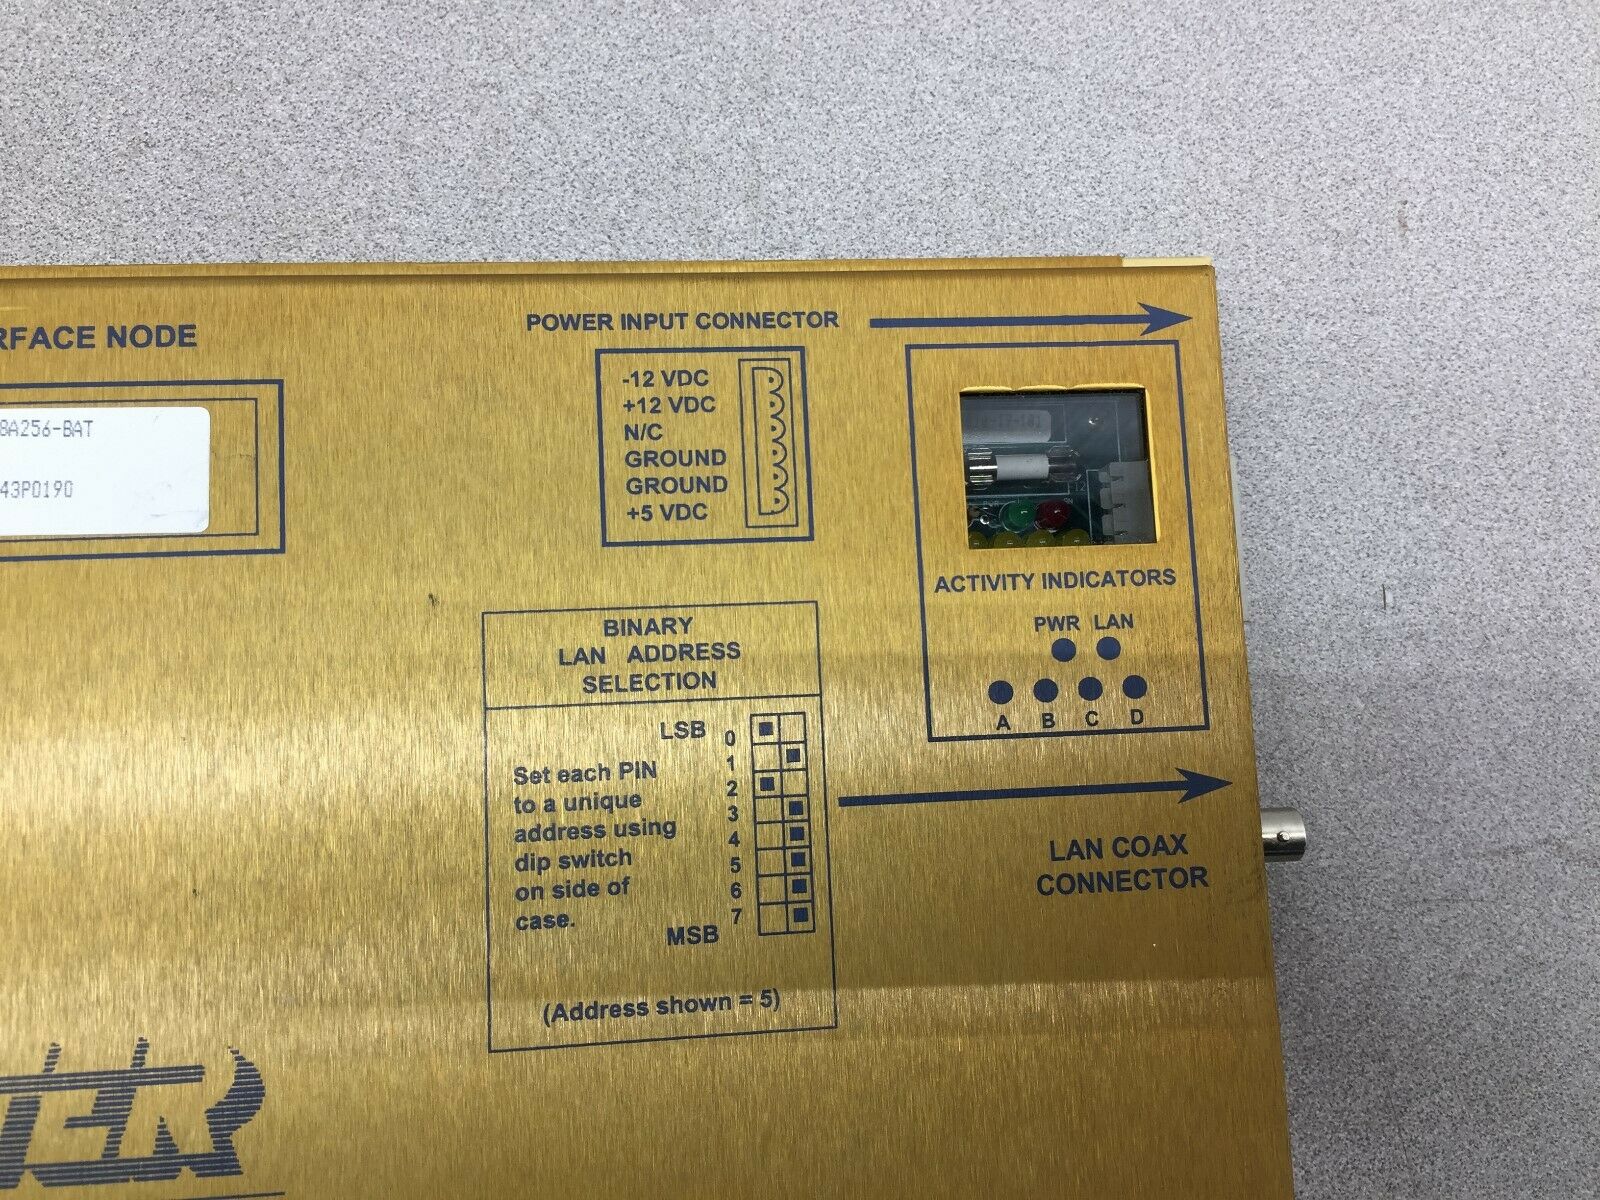 RFACE NODE
8A256-BAT
43P0190
POWER INPUT CONNECTOR
-12 VDC
+12 VDC
N/C
GROUND
GROUND
+5 VDC
ACTIVITY INDICATORS
PWR LAN
A B C D
BINARY
LAN ADDRESS
SELECTION
LSB 0
1
2
3
4
5
6
7
MSB
Set each PIN
to a unique
address using
dip switch
on side of
case.
(Address shown = 5)
LAN COAX
CONNECTOR